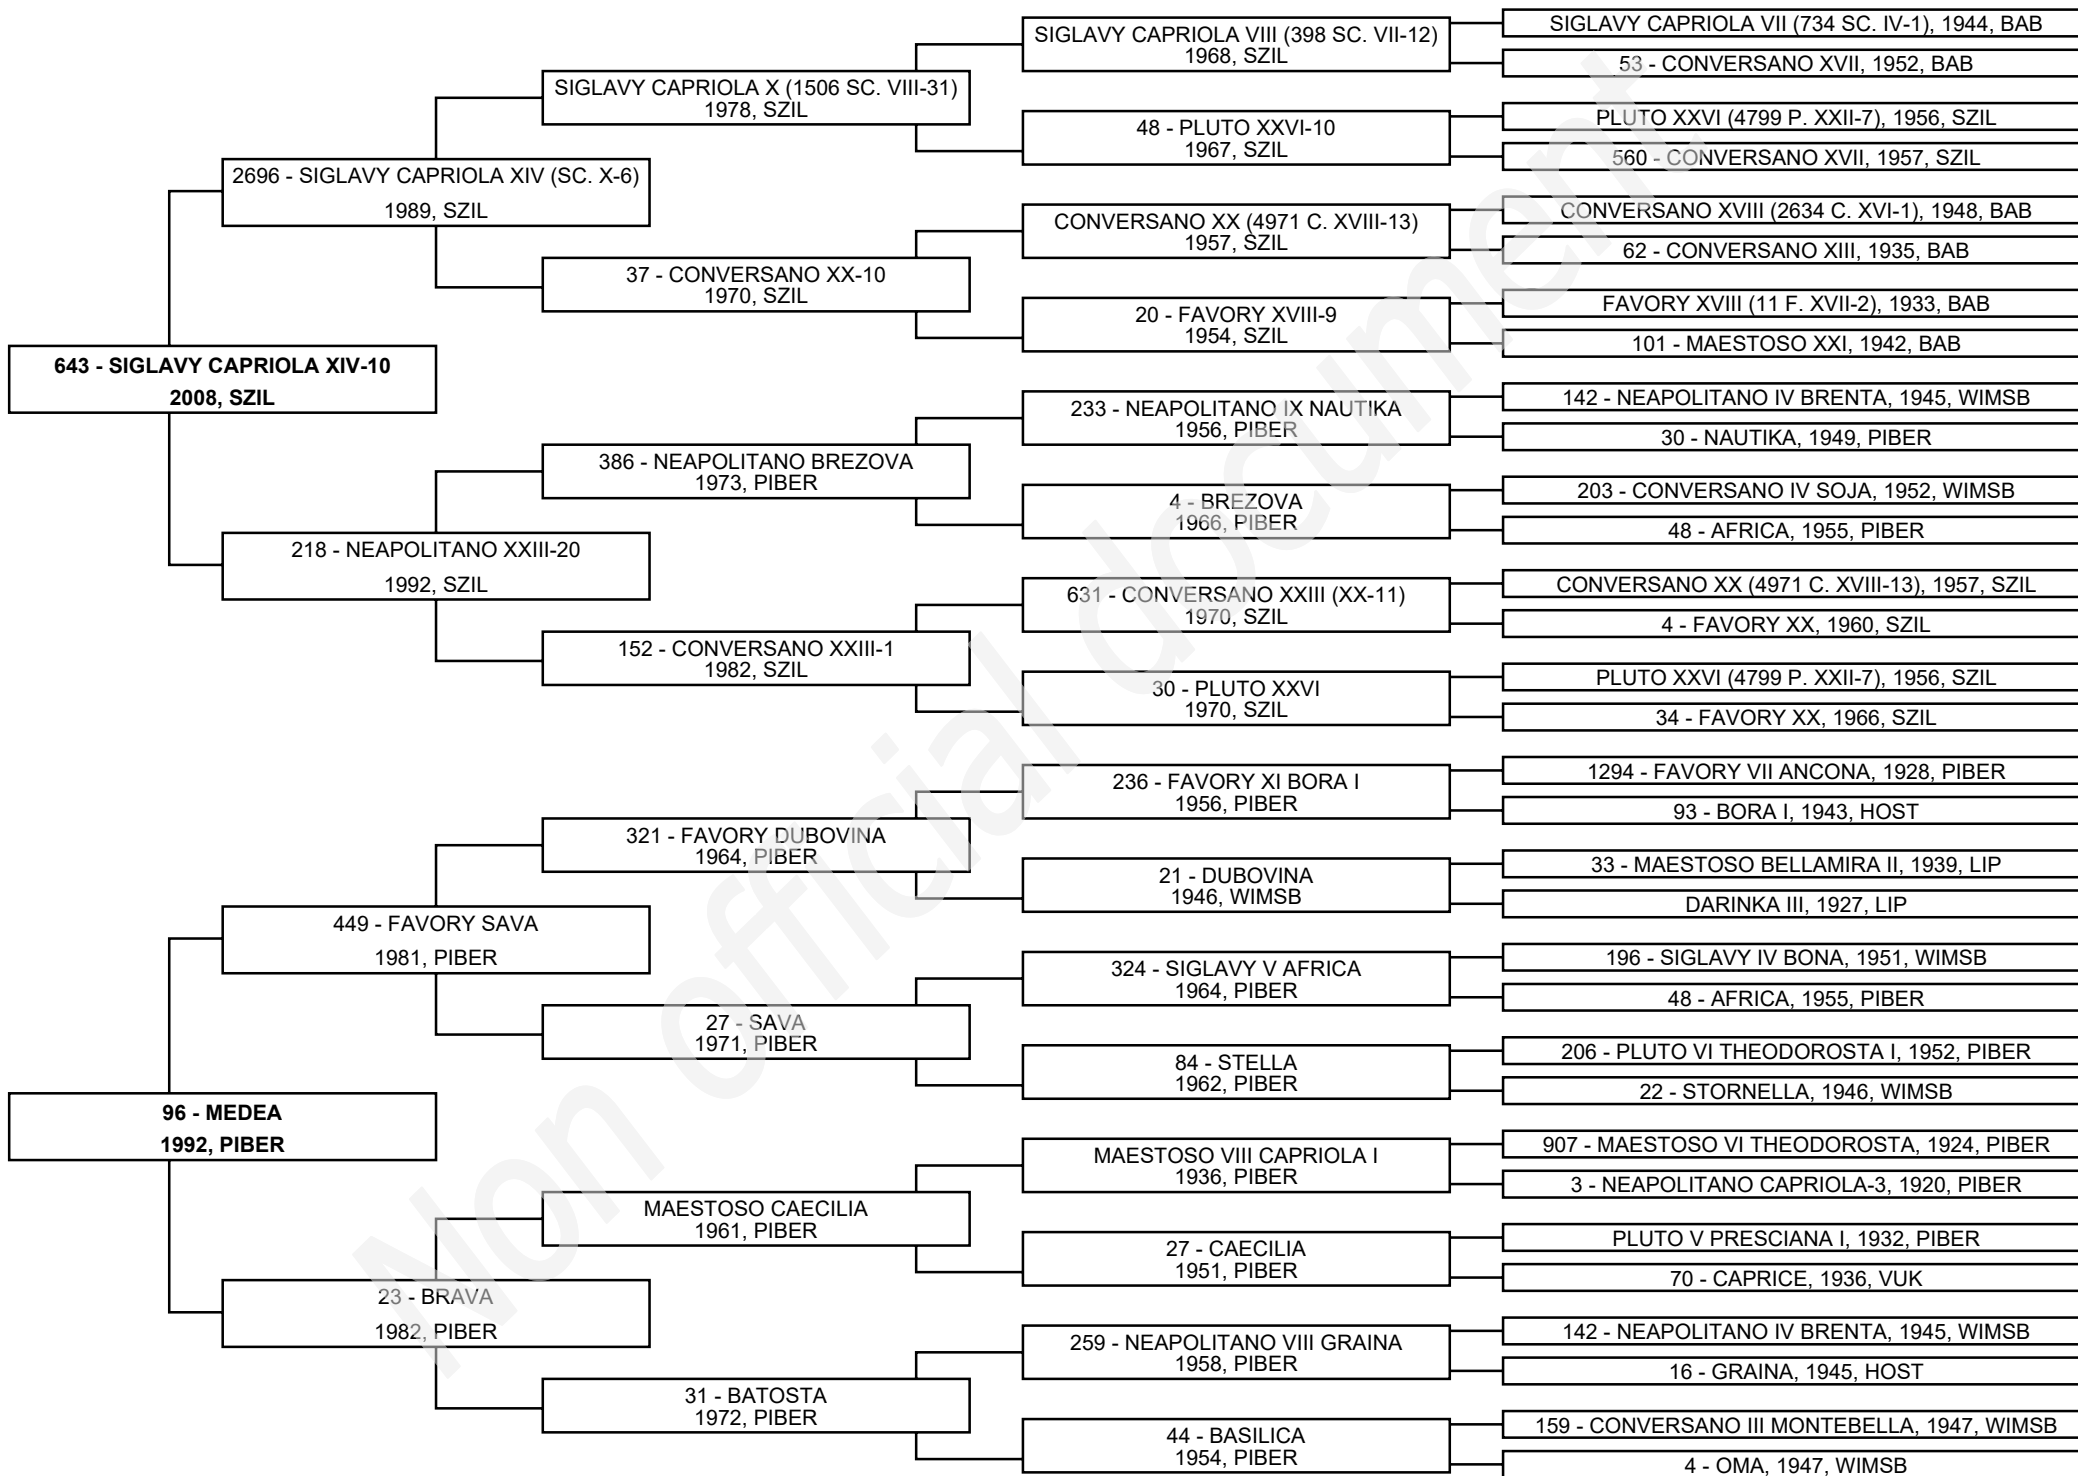 643 - SIGLAVY CAPRIOLA XIV-10
2008, SZIL
96 - MEDEA
1992, PIBER
2696 - SIGLAVY CAPRIOLA XIV (SC. X-6)
1989, SZIL
218 - NEAPOLITANO XXIII-20
1992, SZIL
449 - FAVORY SAVA
1981, PIBER
23 - BRAVA
1982, PIBER
SIGLAVY CAPRIOLA X (1506 SC. VIII-31)
1978, SZIL
37 - CONVERSANO XX-10
1970, SZIL
386 - NEAPOLITANO BREZOVA
1973, PIBER
152 - CONVERSANO XXIII-1
1982, SZIL
321 - FAVORY DUBOVINA
1964, PIBER
27 - SAVA
1971, PIBER
MAESTOSO CAECILIA
1961, PIBER
31 - BATOSTA
1972, PIBER
SIGLAVY CAPRIOLA VIII (398 SC. VII-12)
1968, SZIL
48 - PLUTO XXVI-10
1967, SZIL
CONVERSANO XX (4971 C. XVIII-13)
1957, SZIL
20 - FAVORY XVIII-9
1954, SZIL
233 - NEAPOLITANO IX NAUTIKA
1956, PIBER
4 - BREZOVA
1966, PIBER
631 - CONVERSANO XXIII (XX-11)
1970, SZIL
30 - PLUTO XXVI
1970, SZIL
236 - FAVORY XI BORA I
1956, PIBER
21 - DUBOVINA
1946, WIMSB
324 - SIGLAVY V AFRICA
1964, PIBER
84 - STELLA
1962, PIBER
MAESTOSO VIII CAPRIOLA I
1936, PIBER
27 - CAECILIA
1951, PIBER
259 - NEAPOLITANO VIII GRAINA
1958, PIBER
44 - BASILICA
1954, PIBER
SIGLAVY CAPRIOLA VII (734 SC. IV-1), 1944, BAB
53 - CONVERSANO XVII, 1952, BAB
PLUTO XXVI (4799 P. XXII-7), 1956, SZIL
560 - CONVERSANO XVII, 1957, SZIL
CONVERSANO XVIII (2634 C. XVI-1), 1948, BAB
62 - CONVERSANO XIII, 1935, BAB
FAVORY XVIII (11 F. XVII-2), 1933, BAB
101 - MAESTOSO XXI, 1942, BAB
142 - NEAPOLITANO IV BRENTA, 1945, WIMSB
30 - NAUTIKA, 1949, PIBER
203 - CONVERSANO IV SOJA, 1952, WIMSB
48 - AFRICA, 1955, PIBER
CONVERSANO XX (4971 C. XVIII-13), 1957, SZIL
4 - FAVORY XX, 1960, SZIL
PLUTO XXVI (4799 P. XXII-7), 1956, SZIL
34 - FAVORY XX, 1966, SZIL
1294 - FAVORY VII ANCONA, 1928, PIBER
93 - BORA I, 1943, HOST
33 - MAESTOSO BELLAMIRA II, 1939, LIP
DARINKA III, 1927, LIP
196 - SIGLAVY IV BONA, 1951, WIMSB
48 - AFRICA, 1955, PIBER
206 - PLUTO VI THEODOROSTA I, 1952, PIBER
22 - STORNELLA, 1946, WIMSB
907 - MAESTOSO VI THEODOROSTA, 1924, PIBER
3 - NEAPOLITANO CAPRIOLA-3, 1920, PIBER
PLUTO V PRESCIANA I, 1932, PIBER
70 - CAPRICE, 1936, VUK
142 - NEAPOLITANO IV BRENTA, 1945, WIMSB
16 - GRAINA, 1945, HOST
159 - CONVERSANO III MONTEBELLA, 1947, WIMSB
4 - OMA, 1947, WIMSB
Non official document